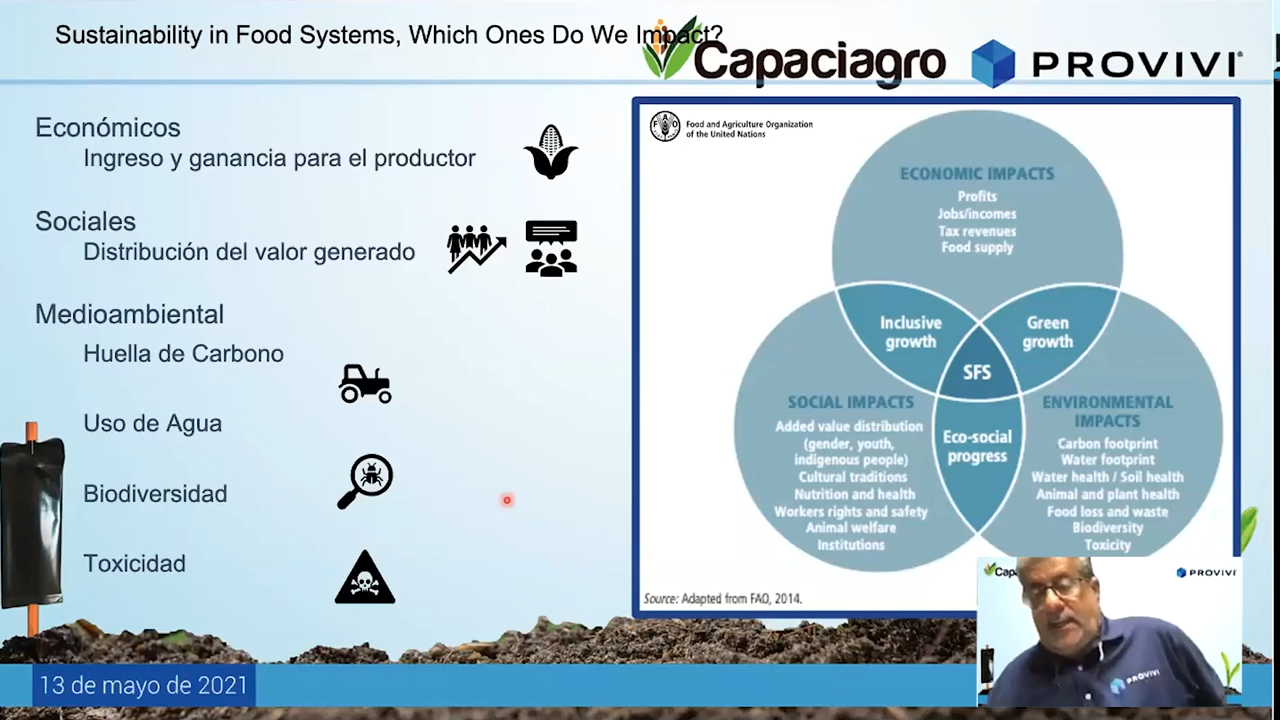 Sustainability in Food Systems, Which Ones Do We Impact?
Capaciagro
PROVIVI
Económicos
Ingreso y ganancia para el productor
Sociales
Distribución del valor generado
Medioambiental
Huella de Carbono
Uso de Agua
Biodiversidad
Toxicidad
FAO
Food and Agriculture Organization
of the United Nations
ECONOMIC IMPACTS
Profits
Jobs/incomes
Tax revenues
Food supply
Inclusive
growth
Green
growth
SFS
SOCIAL IMPACTS
Added value distribution
(gender, youth,
indigenous people)
Cultural traditions
Nutrition and health
Workers rights and safety
Animal welfare
Institutions
Eco-social
progress
ENVIRONMENTAL
IMPACTS
Carbon footprint
Water footprint
Water health / Soil health
Animal and plant health
Food loss and waste
Biodiversity
Toxicity
Source: Adapted from FAO, 2014.
Capa
PROVIVI
PROVIVI
13 de mayo de 2021